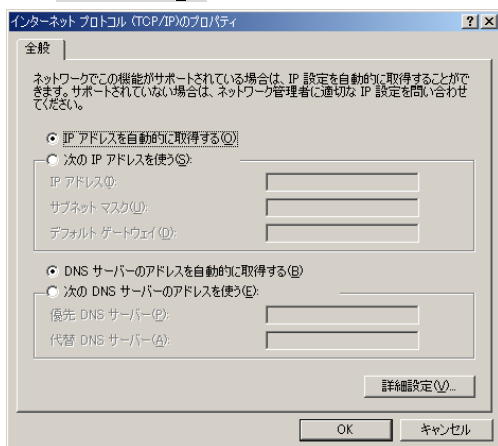 インターネット プロトコル (TCP/IP)のプロパティ
全般
ネットワークでこの機能がサポートされている場合は、IP 設定を自動的に取得することがで
きます。サポートされていない場合は、ネットワーク管理者に適切な IP 設定を問い合わせ
てください。
IP アドレスを自動的に取得する(O)
次の IP アドレスを使う(S):
IP アドレス(I):
サブネット マスク(U):
デフォルト ゲートウェイ(D):
DNS サーバーのアドレスを自動的に取得する(B)
次の DNS サーバーのアドレスを使う(E):
優先 DNS サーバー(P):
代替 DNS サーバー(A):
詳細設定(V)...
OK
キャンセル